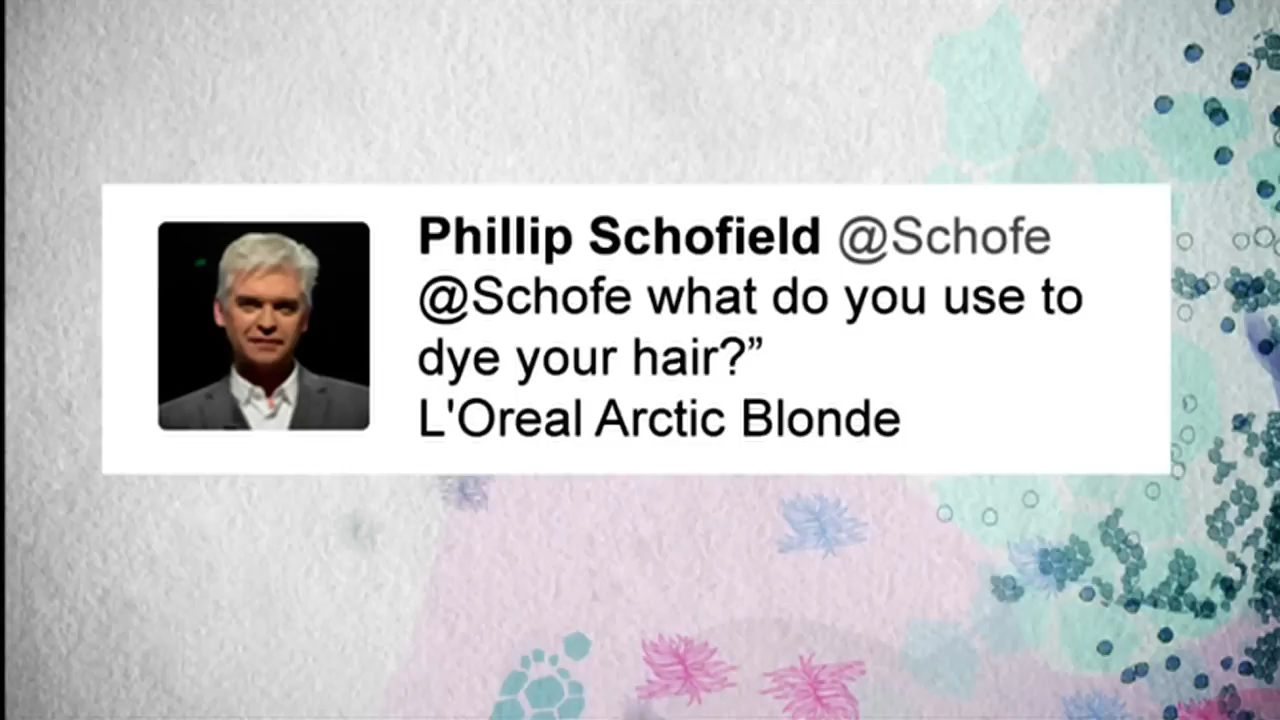 Phillip Schofield @Schofe
@Schofe what do you use to
dye your hair?”
L'Oreal Arctic Blonde